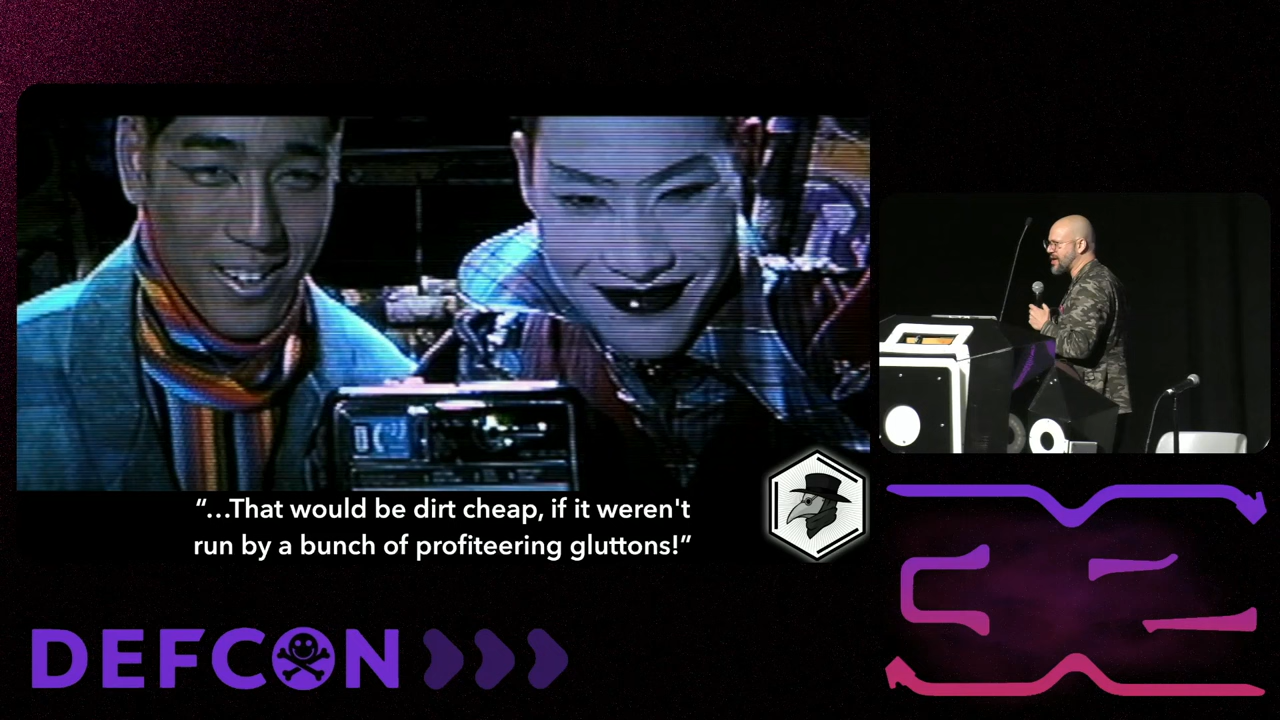 “...That would be dirt cheap, if it weren't
run by a bunch of profiteering gluttons!”
DEFCON